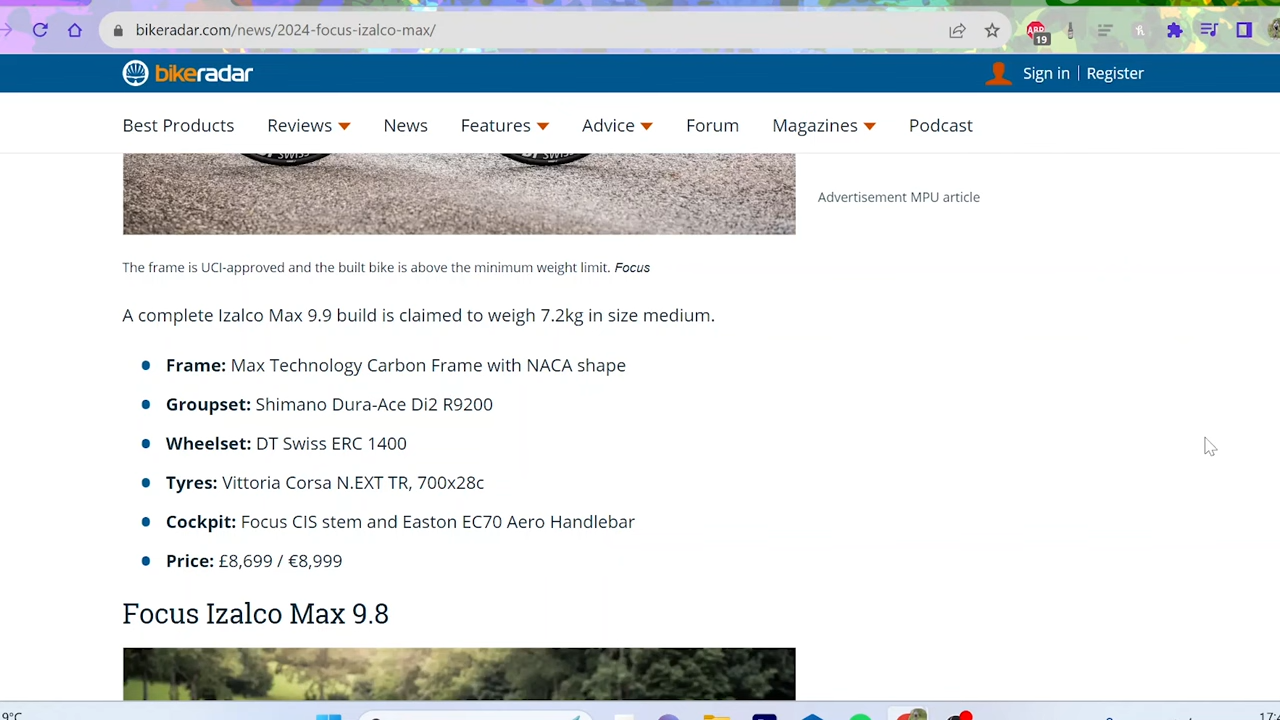 bikeradar.com/news/2024-focus-izalco-max/
ABP
19
bikeradar
Sign in | Register
Best Products Reviews News Features Advice Forum Magazines Podcast
SWISS SWISS
Advertisement MPU article
The frame is UCI-approved and the built bike is above the minimum weight limit. Focus
A complete Izalco Max 9.9 build is claimed to weigh 7.2kg in size medium.
Frame: Max Technology Carbon Frame with NACA shape
Groupset: Shimano Dura-Ace Di2 R9200
Wheelset: DT Swiss ERC 1400
Tyres: Vittoria Corsa N.EXT TR, 700x28c
Cockpit: Focus CIS stem and Easton EC70 Aero Handlebar
Price: £8,699 / €8,999
Focus Izalco Max 9.8
9°C